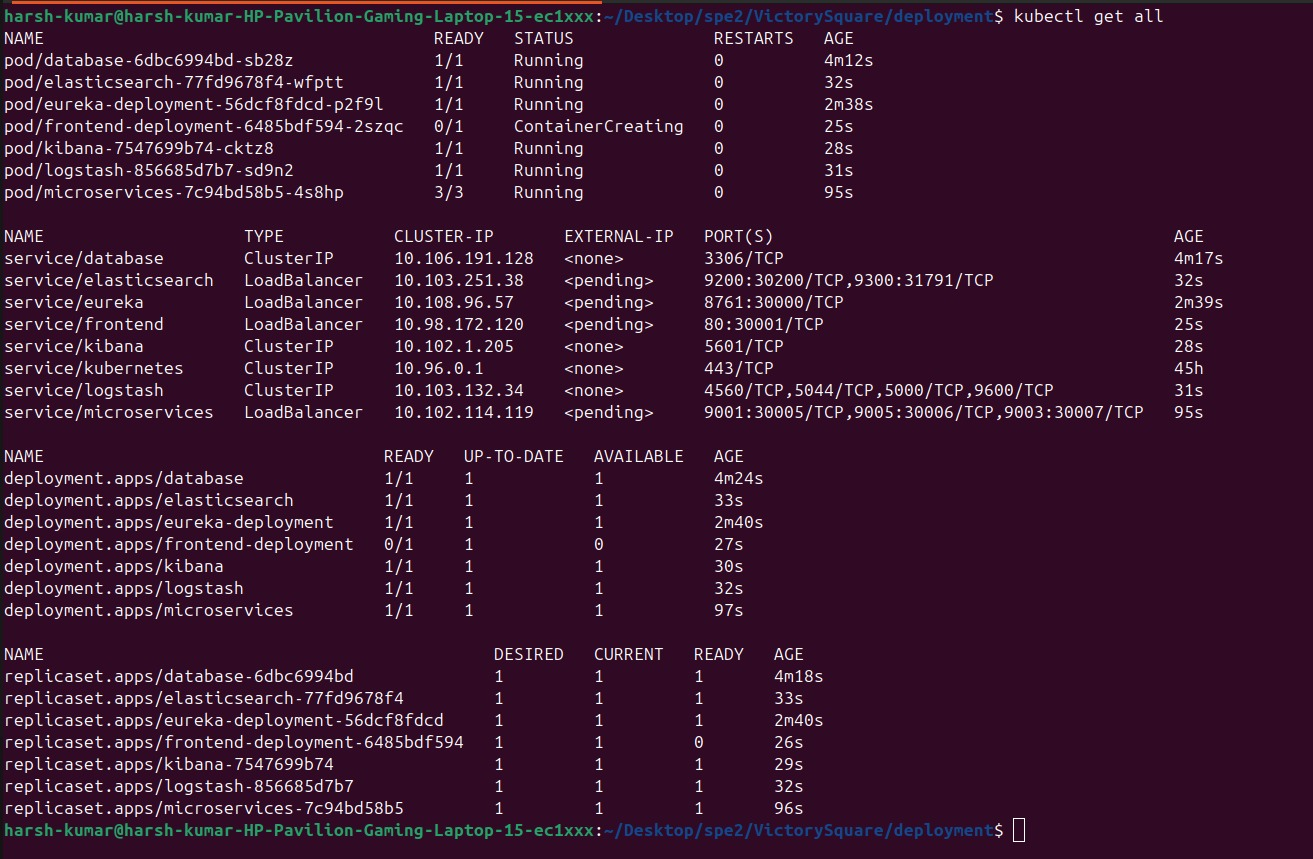 harsh-kumar@harsh-kumar-HP-Pavilion-Gaming-Laptop-15-ec1xxx:~/Desktop/spe2/VictorySquare/deployment$ kubectl get all
NAME READY STATUS RESTARTS AGE
pod/database-6dbc6994bd-sb28z 1/1 Running 0 4m12s
pod/elasticsearch-77fd9678f4-wfptt 1/1 Running 0 32s
pod/eureka-deployment-56dcf8fdcd-p2f9l 1/1 Running 0 2m38s
pod/frontend-deployment-6485bdf594-2szqc 0/1 ContainerCreating 0 25s
pod/kibana-7547699b74-cktz8 1/1 Running 0 28s
pod/logstash-856685d7b7-sd9n2 1/1 Running 0 31s
pod/microservices-7c94bd58b5-4s8hp 3/3 Running 0 95s
NAME TYPE CLUSTER-IP EXTERNAL-IP PORT(S) AGE
service/database ClusterIP 10.106.191.128 <none> 3306/TCP 4m17s
service/elasticsearch LoadBalancer 10.103.251.38 <pending> 9200:30200/TCP,9300:31791/TCP 32s
service/eureka LoadBalancer 10.108.96.57 <pending> 8761:30000/TCP 2m39s
service/frontend LoadBalancer 10.98.172.120 <pending> 80:30001/TCP 25s
service/kibana ClusterIP 10.102.1.205 <none> 5601/TCP 28s
service/kubernetes ClusterIP 10.96.0.1 <none> 443/TCP 45h
service/logstash ClusterIP 10.103.132.34 <none> 4560/TCP,5044/TCP,5000/TCP,9600/TCP 31s
service/microservices LoadBalancer 10.102.114.119 <pending> 9001:30005/TCP,9005:30006/TCP,9003:30007/TCP 95s
NAME READY UP-TO-DATE AVAILABLE AGE
deployment.apps/database 1/1 1 1 4m24s
deployment.apps/elasticsearch 1/1 1 1 33s
deployment.apps/eureka-deployment 1/1 1 1 2m40s
deployment.apps/frontend-deployment 0/1 1 0 27s
deployment.apps/kibana 1/1 1 1 30s
deployment.apps/logstash 1/1 1 1 32s
deployment.apps/microservices 1/1 1 1 97s
NAME DESIRED CURRENT READY AGE
replicaset.apps/database-6dbc6994bd 1 1 1 4m18s
replicaset.apps/elasticsearch-77fd9678f4 1 1 1 33s
replicaset.apps/eureka-deployment-56dcf8fdcd 1 1 1 2m40s
replicaset.apps/frontend-deployment-6485bdf594 1 1 0 26s
replicaset.apps/kibana-7547699b74 1 1 1 29s
replicaset.apps/logstash-856685d7b7 1 1 1 32s
replicaset.apps/microservices-7c94bd58b5 1 1 1 96s
harsh-kumar@harsh-kumar-HP-Pavilion-Gaming-Laptop-15-ec1xxx:~/Desktop/spe2/VictorySquare/deployment$